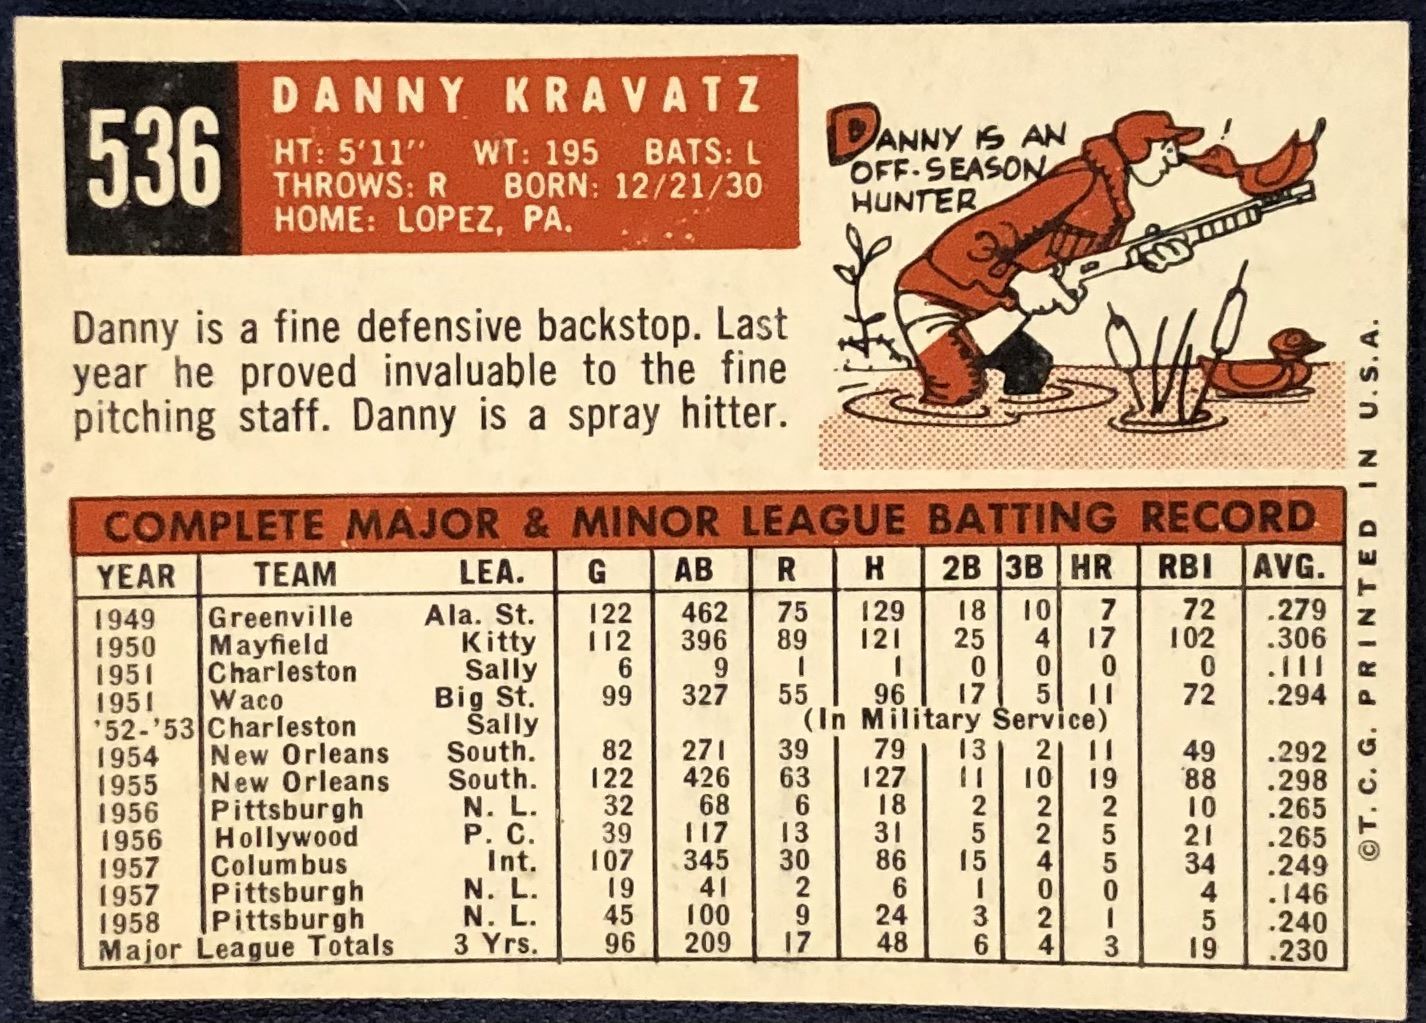 536
DANNY KRAVATZ
HT: 5'11" WT: 195 BATS: L
THROWS: R BORN: 12/21/30
HOME: LOPEZ, PA.
DANNY IS AN
OFF-SEASON
HUNTER
!
Danny is a fine defensive backstop. Last
year he proved invaluable to the fine
pitching staff. Danny is a spray hitter.
COMPLETE MAJOR & MINOR LEAGUE BATTING RECORD
YEAR TEAM LEA. G AB R H 2B 3B HR RBI AVG.
1949 Greenville Ala. St. 122 462 75 129 18 10 7 72 .279
1950 Mayfield Kitty 112 396 89 121 25 4 17 102 .306
1951 Charleston Sally 6 9 1 1 0 0 0 0 .111
1951 Waco Big St. 99 327 55 96 17 5 11 72 .294
'52-'53 Charleston Sally (In Military Service)
1954 New Orleans South. 82 271 39 79 13 2 11 49 .292
1955 New Orleans South. 122 426 63 127 11 10 19 88 .298
1956 Pittsburgh N. L. 32 68 6 18 2 2 2 10 .265
1956 Hollywood P. C. 39 117 13 31 5 2 5 21 .265
1957 Columbus Int. 107 345 30 86 15 4 5 34 .249
1957 Pittsburgh N. L. 19 41 2 6 1 0 0 4 .146
1958 Pittsburgh N. L. 45 100 9 24 3 2 1 5 .240
Major League Totals 3 Yrs. 96 209 17 48 6 4 3 19 .230
©T. C. G. PRINTED IN U.S.A.